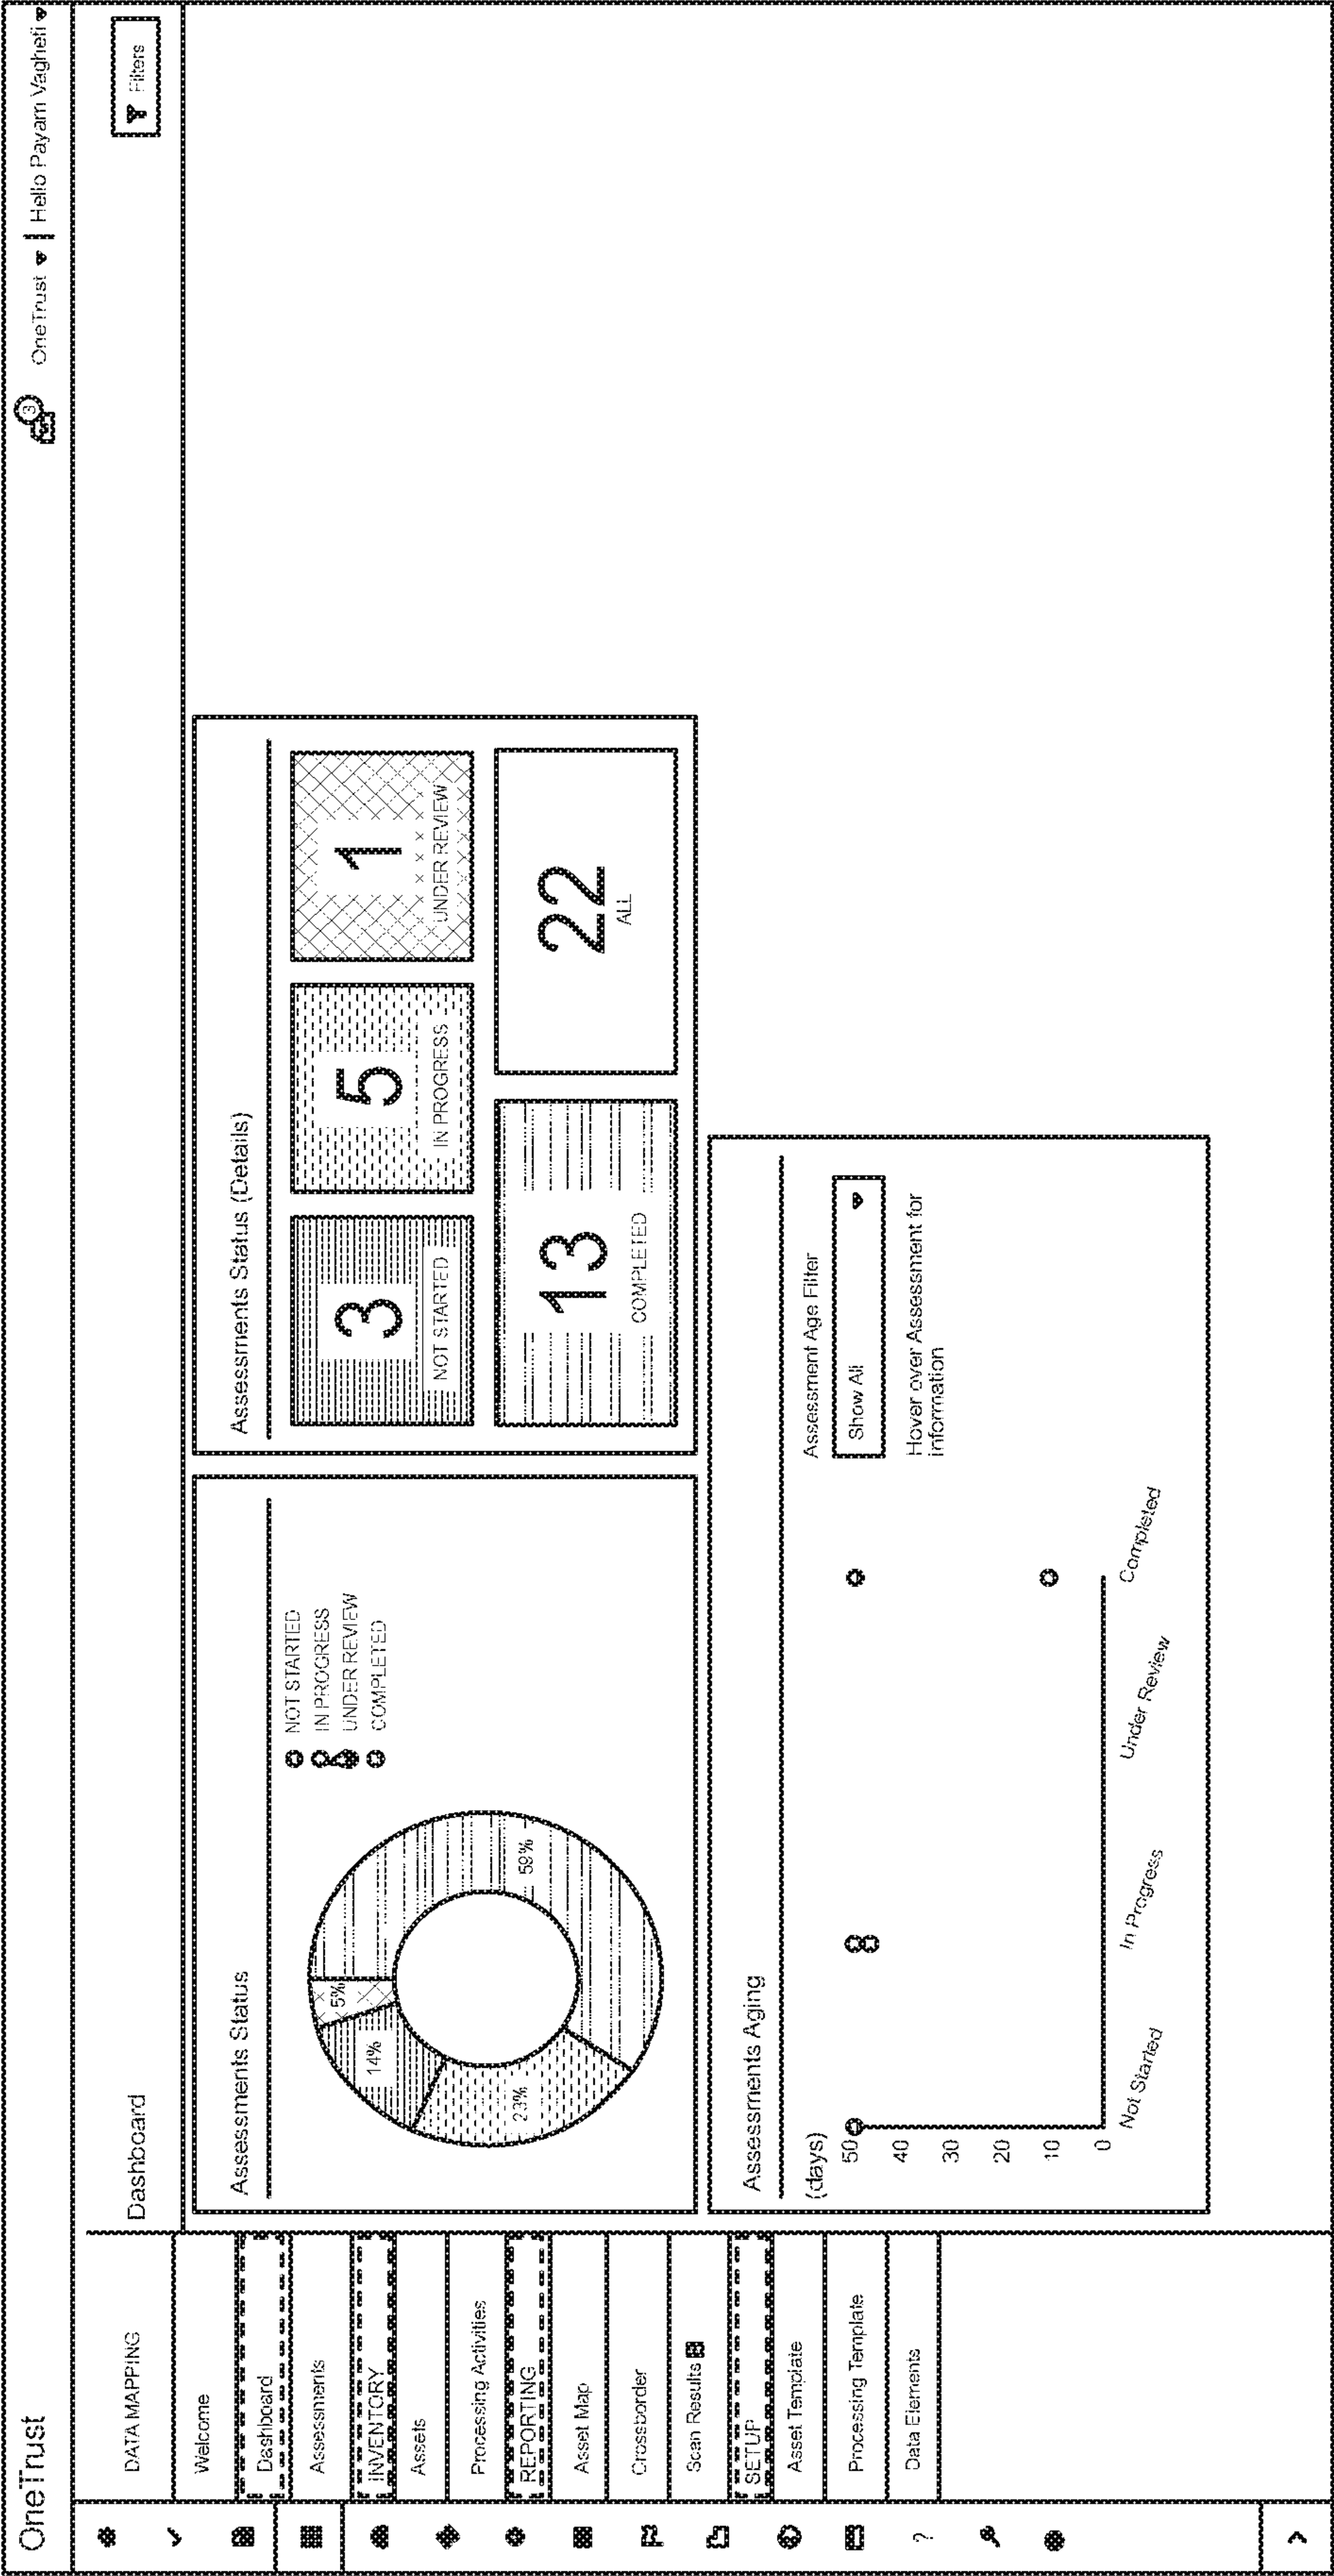 OneTrust
3
OneTrust | Hello Payam Vaghefi
DATA MAPPING
Welcome
Dashboard
Assessments
INVENTORY
Assets
Processing Activities
REPORTING
Asset Map
Crossborder
Scan Results
SETUP
Asset Template
Processing Template
Data Elements
?
Dashboard
Filters
Assessments Status
5%
14%
23%
59%
NOT STARTED
IN PROGRESS
UNDER REVIEW
COMPLETED
Assessments Status (Details)
3
NOT STARTED
5
IN PROGRESS
1
UNDER REVIEW
13
COMPLETED
22
ALL
Assessments Aging
(days)
50
40
30
20
10
0
Not Started
In Progress
Under Review
Completed
Assessment Age Filter
Show All
Hover over Assessment for
information